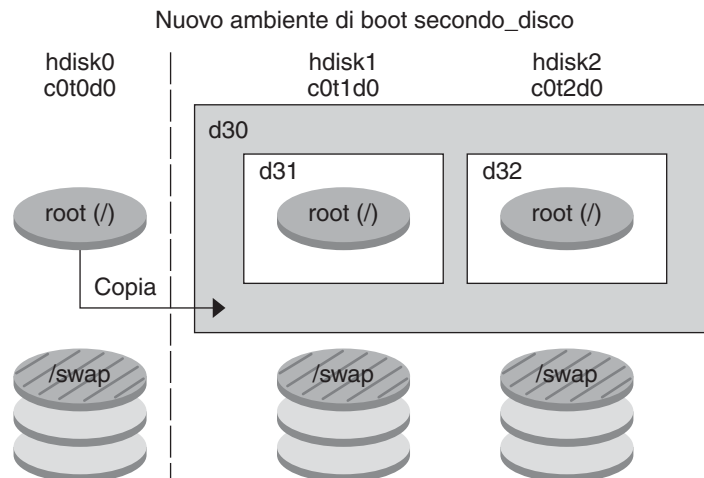 Nuovo ambiente di boot secondo_disco
hdisk0 hdisk1 hdisk2
c0t0d0 c0t1d0 c0t2d0
d30
d31 d32
root (/) root (/) root (/)
Copia
/swap /swap /swap